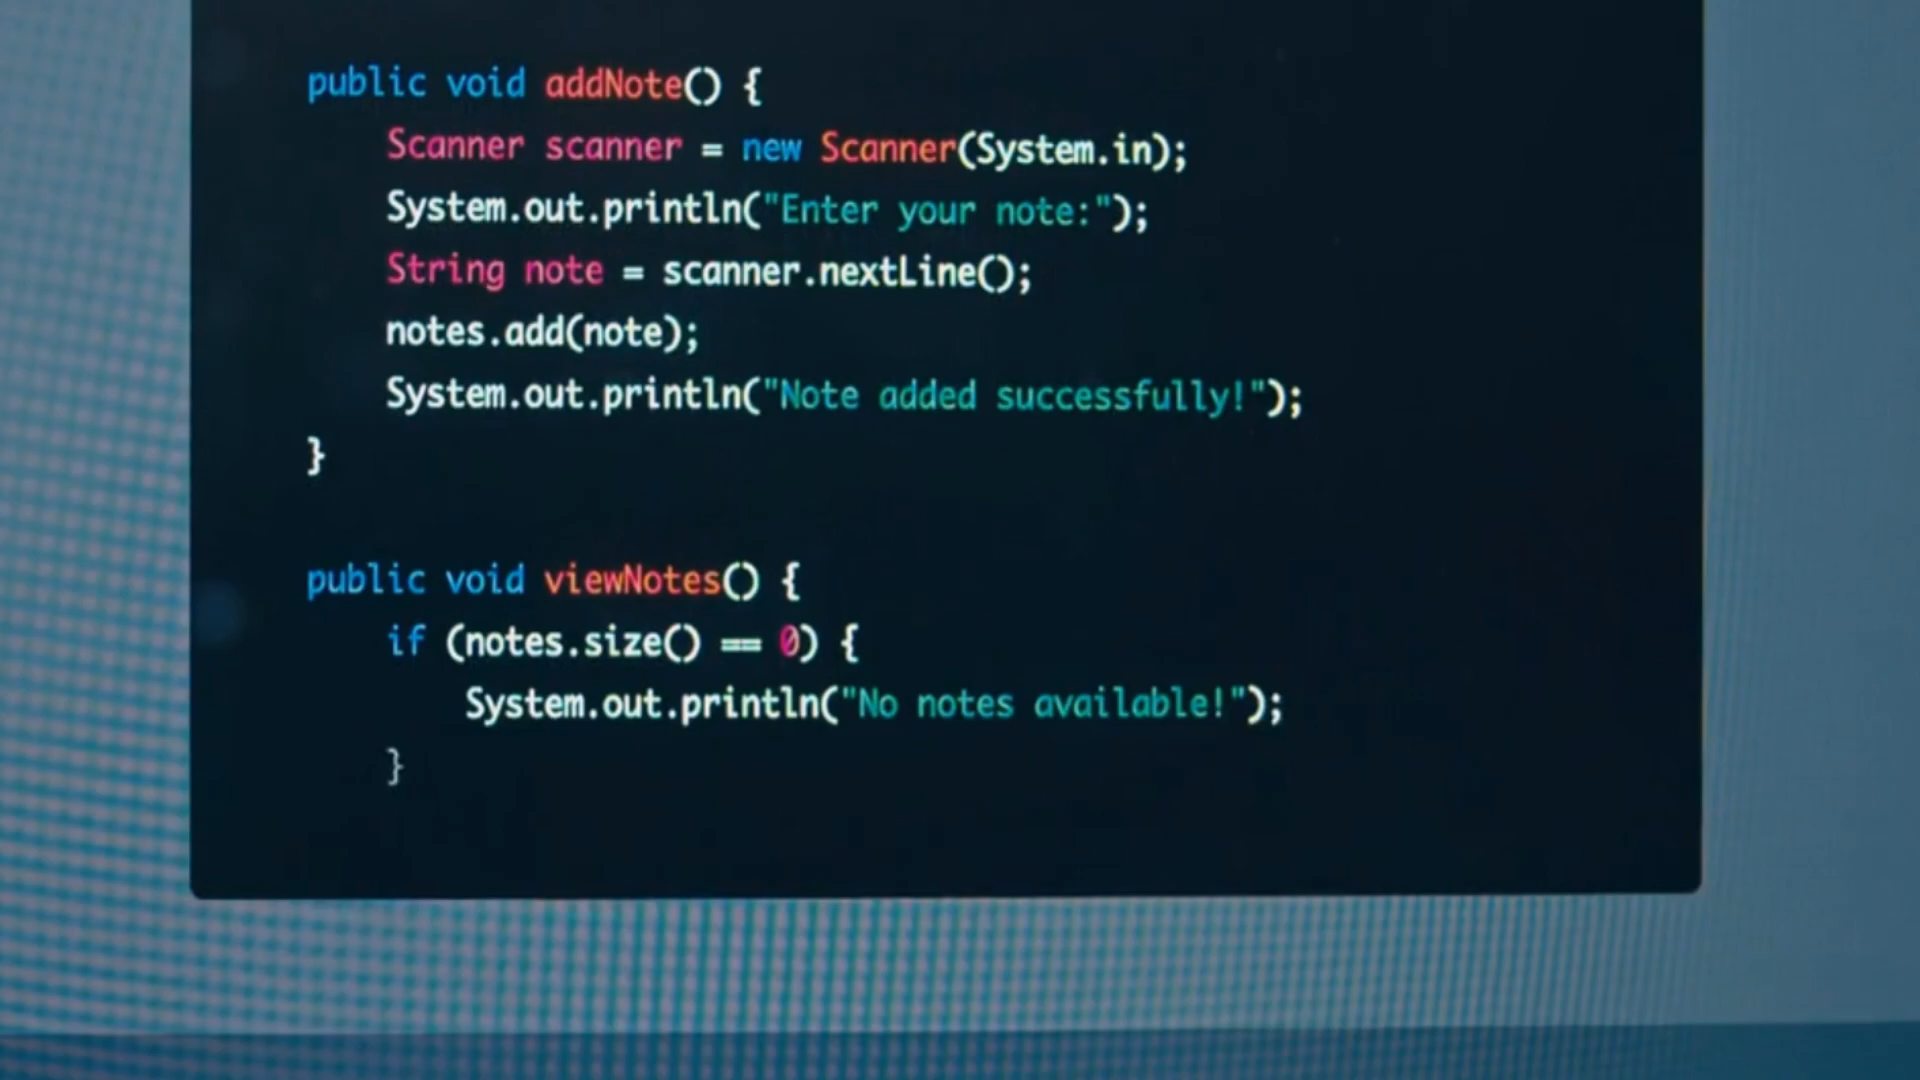 public void addNote() {
Scanner scanner = new Scanner(System.in);
System.out.println("Enter your note:");
String note = scanner.nextLine();
notes.add(note);
System.out.println("Note added successfully!");
}
public void viewNotes() {
if (notes.size() == 0) {
System.out.println("No notes available!");
}